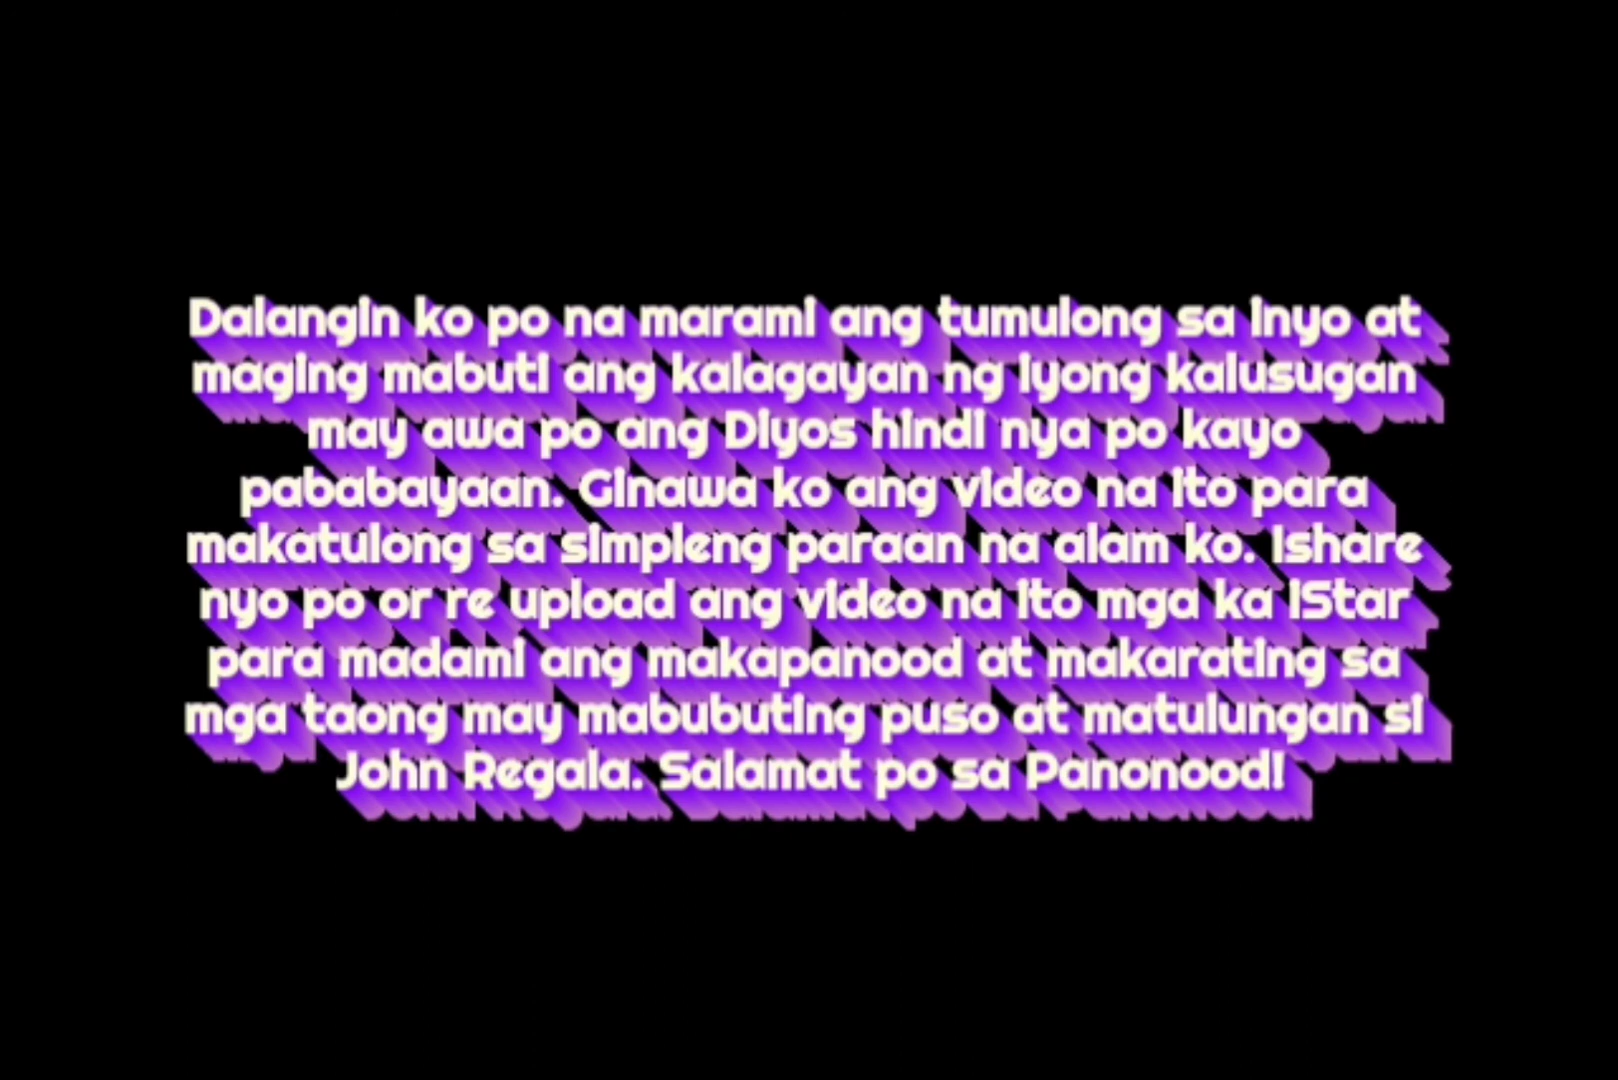 Dalangin ko po na marami ang tumulong sa inyo at
maging mabuti ang kalagayan ng iyong kalusugan
may awa po ang Diyos hindi nya po kayo
pababayaan. Ginawa ko ang video na ito para
makatulong sa simpleng paraan na alam ko. Ishare
nyo po or re upload ang video na ito mga ka iStar
para madami ang makapanood at makarating sa
mga taong may mabubuting puso at matulungan si
John Regala. Salamat po sa Panonood!